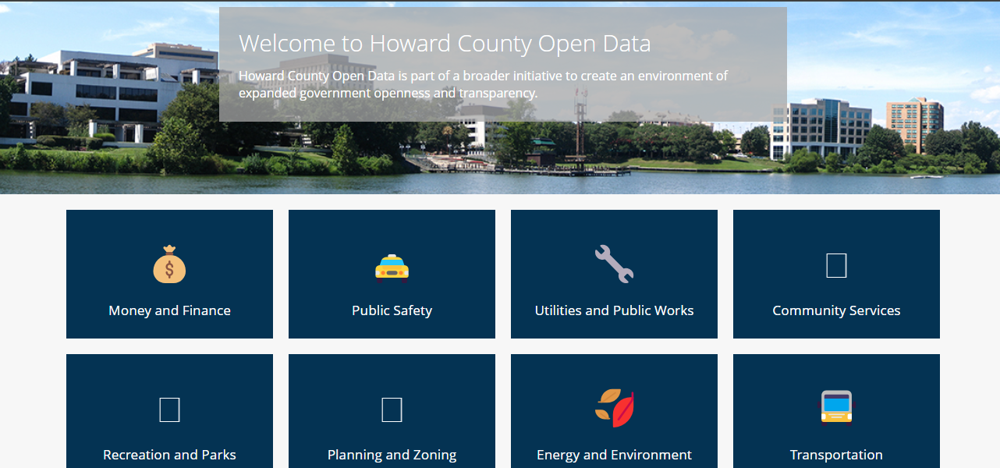 Welcome to Howard County Open Data
Howard County Open Data is part of a broader initiative to create an environment of
expanded government openness and transparency.
Money and Finance
Public Safety
Utilities and Public Works
Community Services
Recreation and Parks
Planning and Zoning
Energy and Environment
Transportation